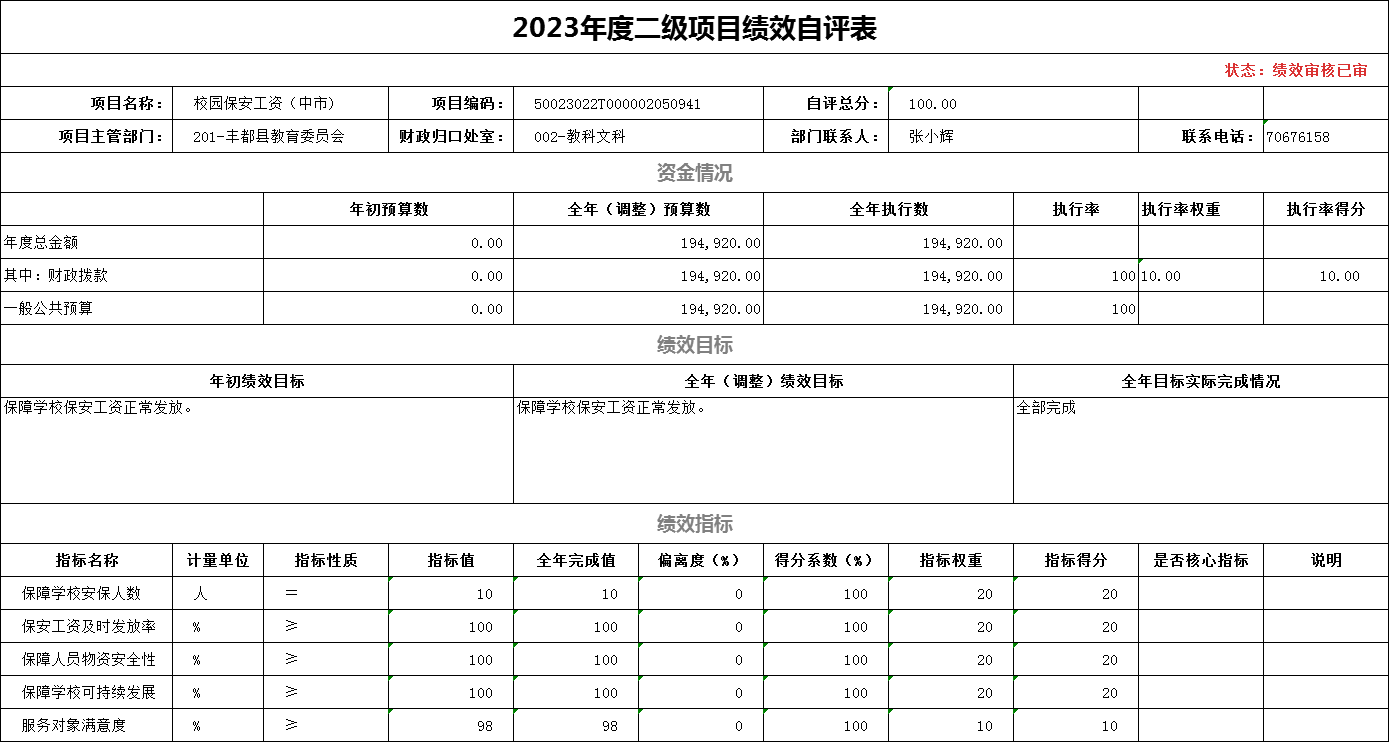 2023年度二级项目绩效自评表
状态：绩效审核已审
项目名称： 校园保安工资（中市） 项目编码： 50023022T000002050941 自评总分： 100.00
项目主管部门： 201-丰都县教育委员会 财政归口处室： 002-教科文科 部门联系人： 张小辉 联系电话： 70676158
资金情况
年初预算数 全年（调整）预算数 全年执行数 执行率 执行率权重 执行率得分
年度总金额 0.00 194,920.00 194,920.00
其中：财政拨款 0.00 194,920.00 194,920.00 100 10.00 10.00
一般公共预算 0.00 194,920.00 194,920.00 100
绩效目标
年初绩效目标 全年（调整）绩效目标 全年目标实际完成情况
保障学校保安工资正常发放。 保障学校保安工资正常发放。 全部完成
绩效指标
指标名称 计量单位 指标性质 指标值 全年完成值 偏离度（%） 得分系数（%） 指标权重 指标得分 是否核心指标 说明
保障学校安保人数 人 ＝ 10 10 0 100 20 20
保安工资及时发放率 % ≥ 100 100 0 100 20 20
保障人员物资安全性 % ≥ 100 100 0 100 20 20
保障学校可持续发展 % ≥ 100 100 0 100 20 20
服务对象满意度 % ≥ 98 98 0 100 10 10